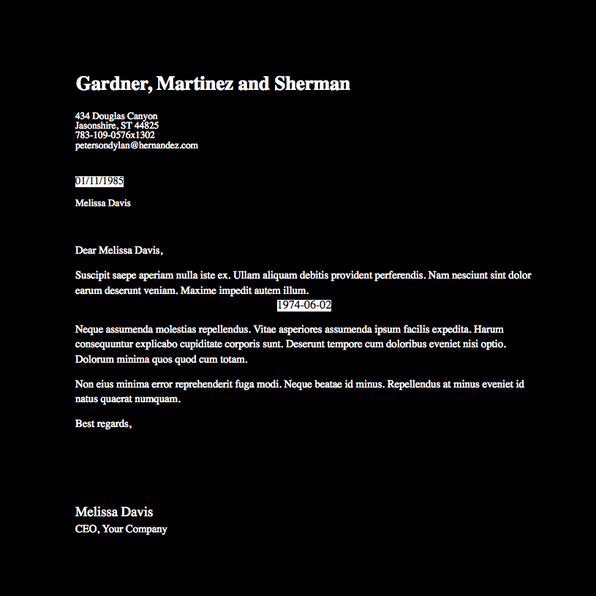 Gardner, Martinez and Sherman
434 Douglas Canyon
Jasonshire, ST 44825
783-109-0576x1302
petersondylan@hernandez.com
01/11/1985
Melissa Davis
Dear Melissa Davis,
Suscipit saepe aperiam nulla iste ex. Ullam aliquam debitis provident perferendis. Nam nesciunt sint dolor
earum deserunt veniam. Maxime impedit autem illum.
1974-06-02
Neque assumenda molestias repellendus. Vitae asperiores assumenda ipsum facilis expedita. Harum
consequuntur explicabo cupiditate corporis sunt. Deserunt tempore cum doloribus eveniet nisi optio.
Dolorum minima quos quod cum totam.
Non eius minima error reprehenderit fuga modi. Neque beatae id minus. Repellendus at minus eveniet id
natus quaerat numquam.
Best regards,
Melissa Davis
CEO, Your Company